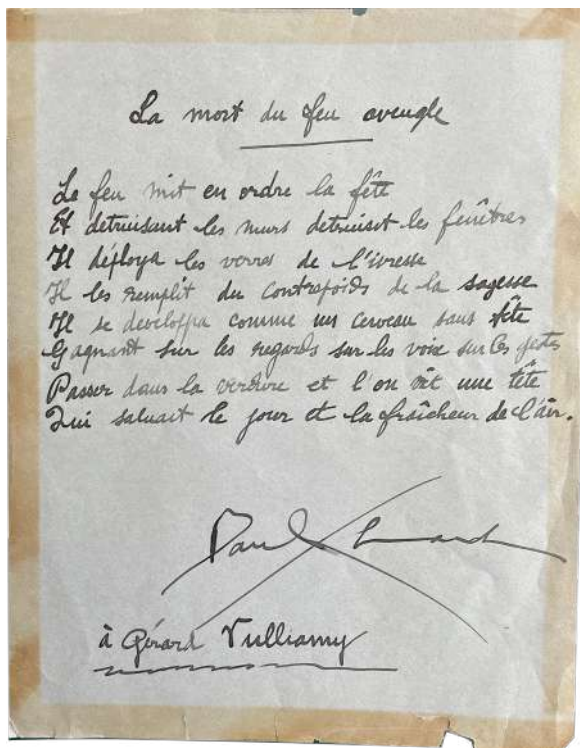 La mort du feu aveugle
Le feu mit en ordre la fête
Et détruisant les murs détruisit les fenêtres
Il déploya les verres de l'ivresse
Il les remplit du contrepoids de la sagesse
Il se développa comme un cerveau sans tête
Gagnant sur les regards sur les voix sur les gestes
Passer dans la verdure et l'on vit une tête
Qui saluait le jour et la fraîcheur de l'air.
Paul Eluard
à Gérard Vulliamy